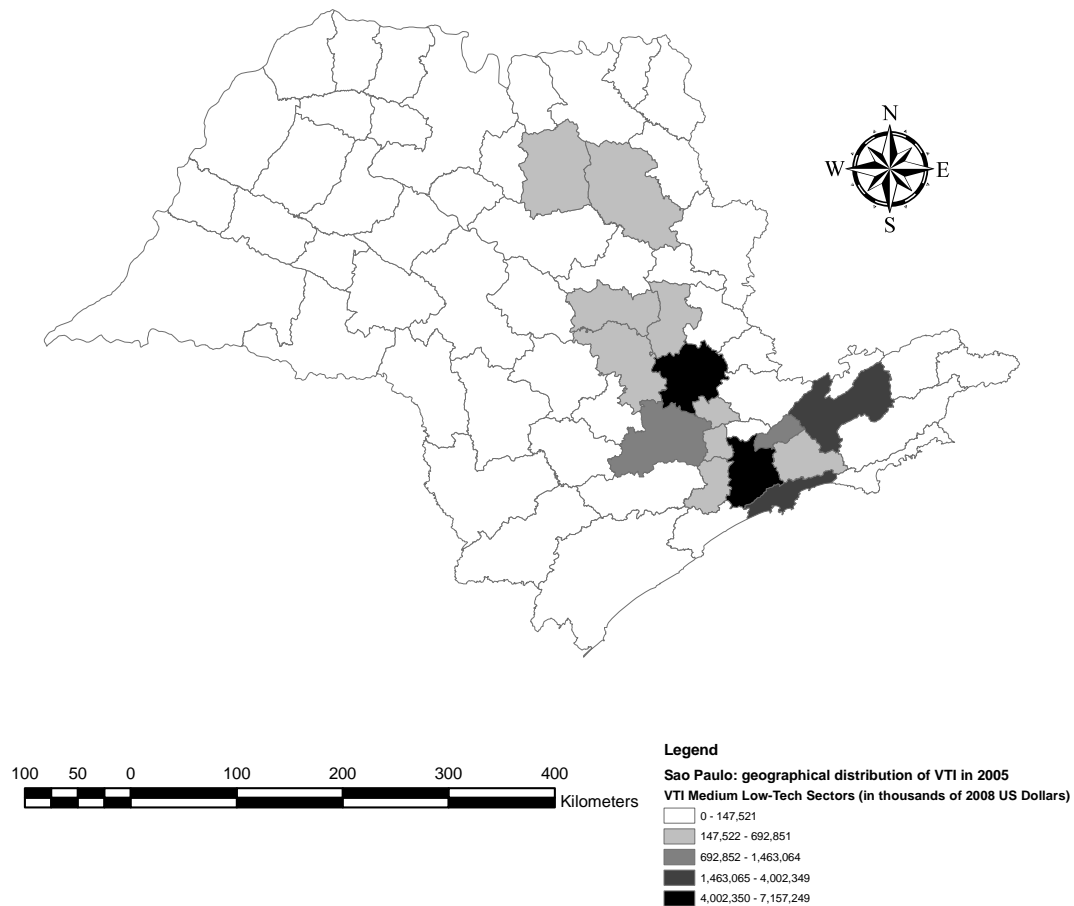 N
W E
S
100 50 0 100 200 300 400
Kilometers
Legend
Sao Paulo: geographical distribution of VTI in 2005
VTI Medium Low-Tech Sectors (in thousands of 2008 US Dollars)
0 - 147,521
147,522 - 692,851
692,852 - 1,463,064
1,463,065 - 4,002,349
4,002,350 - 7,157,249